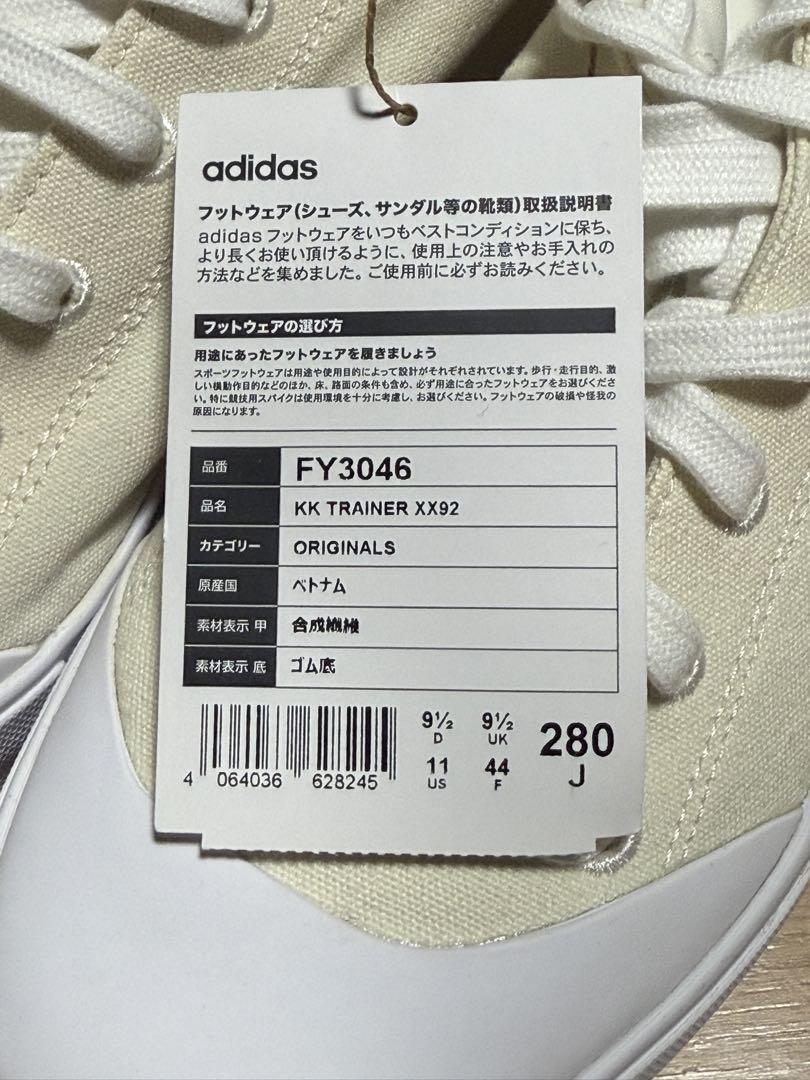 adidas
フットウェア(シューズ、サンダル等の靴類)取扱説明書
adidas フットウェアをいつもベストコンディションに保ち、
より長くお使い頂けるように、使用上の注意やお手入れの
方法などを集めました。ご使用前に必ずお読みください。
フットウェアの選び方
用途にあったフットウェアを履きましょう
スポーツフットウェアは用途や使用目的によって設計がそれぞれされています。歩行・走行目的、激
しい横動作目的などのほか、床、路面の条件も含め、必ず用途に合ったフットウェアをお選びくださ
い。特に競技用スパイクは使用環境を十分に考慮し、お選びください。フットウェアの破損や怪我の
原因になります。
品番 FY3046
品名 KK TRAINER XX92
カテゴリー ORIGINALS
原産国 ベトナム
素材表示 甲 合成繊維
素材表示 底 ゴム底
9½ D 9½ UK 280 J
11 US 44 F
4 064036 628245